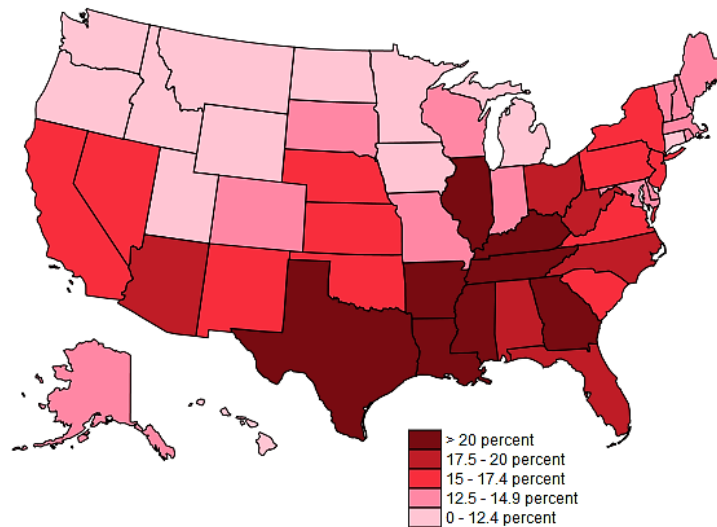 > 20 percent
17.5 - 20 percent
15 - 17.4 percent
12.5 - 14.9 percent
0 - 12.4 percent